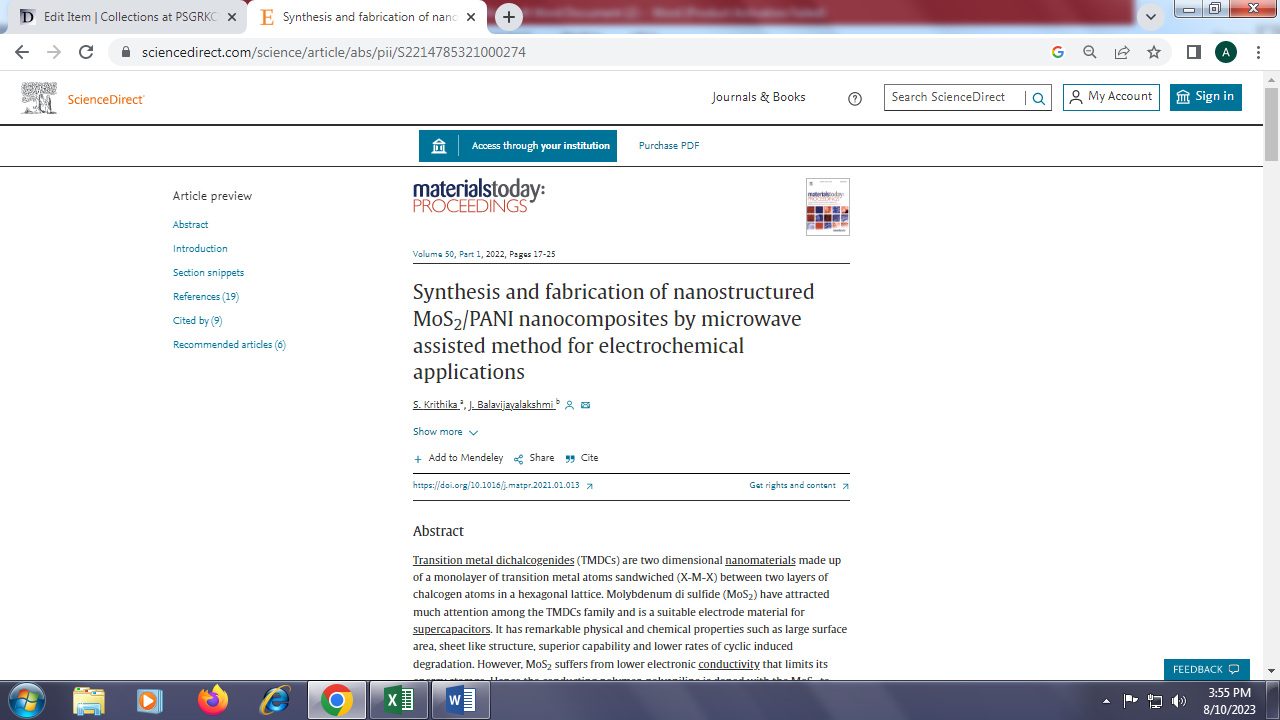 Edit Item | Collections at PSGRKC
Synthesis and fabrication of nano
sciencedirect.com/science/article/abs/pii/S2214785321000274
A
ScienceDirect
Journals & Books
Search ScienceDirect
My Account
Sign in
Access through your institution
Purchase PDF
Article preview
Abstract
Introduction
Section snippets
References (19)
Cited by (9)
Recommended articles (6)
materialstoday:
PROCEEDINGS
Volume 50, Part 1, 2022, Pages 17-25
Synthesis and fabrication of nanostructured
MoS₂/PANI nanocomposites by microwave
assisted method for electrochemical
applications
S. Krithika ᵃ, J. Balavijayalakshmi ᵇ
Show more
Add to Mendeley Share Cite
https://doi.org/10.1016/j.matpr.2021.01.013
Get rights and content
Abstract
Transition metal dichalcogenides (TMDCs) are two dimensional nanomaterials made up
of a monolayer of transition metal atoms sandwiched (X-M-X) between two layers of
chalcogen atoms in a hexagonal lattice. Molybdenum di sulfide (MoS₂) have attracted
much attention among the TMDCs family and is a suitable electrode material for
supercapacitors. It has remarkable physical and chemical properties such as large surface
area, sheet like structure, superior capability and lower rates of cyclic induced
degradation. However, MoS₂ suffers from lower electronic conductivity that limits its
FEEDBACK
3:55 PM
8/10/2023